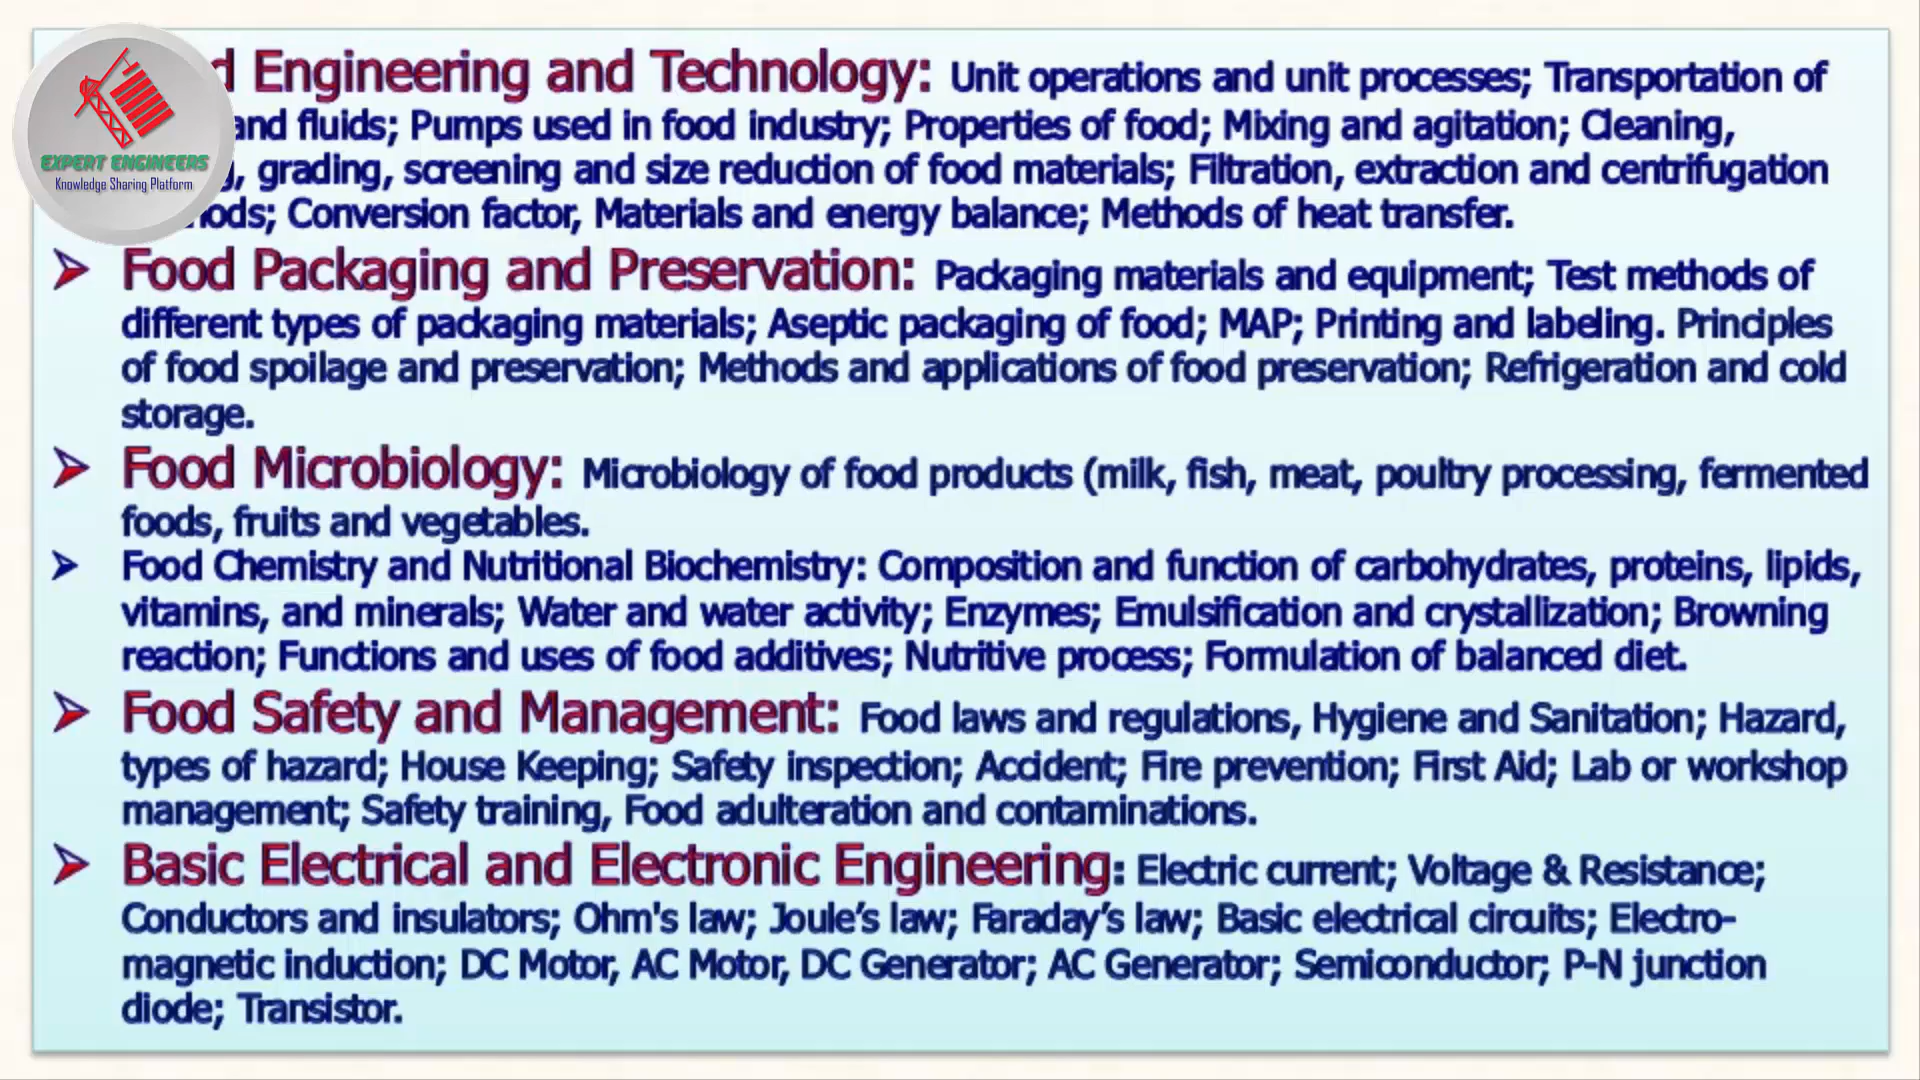 EXPERT ENGINEERS
Knowledge Sharing Platform
Engineering and Technology: Unit operations and unit processes; Transportation of
and fluids; Pumps used in food industry; Properties of food; Mixing and agitation; Cleaning,
grading, screening and size reduction of food materials; Filtration, extraction and centrifugation
Conversion factor, Materials and energy balance; Methods of heat transfer.
➢ Food Packaging and Preservation: Packaging materials and equipment; Test methods of
different types of packaging materials; Aseptic packaging of food; MAP; Printing and labeling. Principles
of food spoilage and preservation; Methods and applications of food preservation; Refrigeration and cold
storage.
➢ Food Microbiology: Microbiology of food products (milk, fish, meat, poultry processing, fermented
foods, fruits and vegetables.
➢ Food Chemistry and Nutritional Biochemistry: Composition and function of carbohydrates, proteins, lipids,
vitamins, and minerals; Water and water activity; Enzymes; Emulsification and crystallization; Browning
reaction; Functions and uses of food additives; Nutritive process; Formulation of balanced diet.
➢ Food Safety and Management: Food laws and regulations, Hygiene and Sanitation; Hazard,
types of hazard; House Keeping; Safety inspection; Accident; Fire prevention; First Aid; Lab or workshop
management; Safety training, Food adulteration and contaminations.
➢ Basic Electrical and Electronic Engineering: Electric current; Voltage & Resistance;
Conductors and insulators; Ohm's law; Joule’s law; Faraday’s law; Basic electrical circuits; Electro-
magnetic induction; DC Motor, AC Motor, DC Generator; AC Generator; Semiconductor; P-N junction
diode; Transistor.